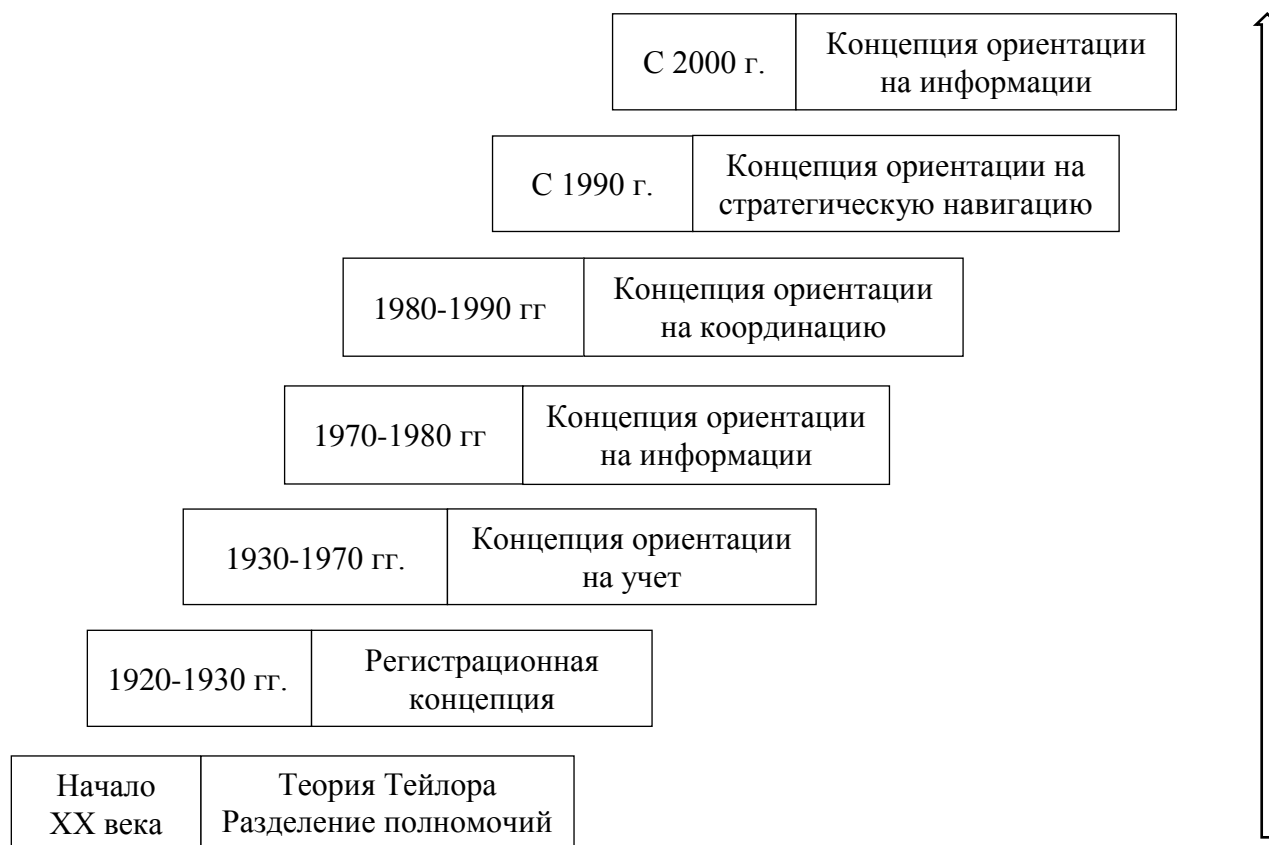 С 2000 г.
Концепция ориентации
на информации
С 1990 г.
Концепция ориентации на
стратегическую навигацию
1980-1990 гг
Концепция ориентации
на координацию
1970-1980 гг
Концепция ориентации
на информации
1930-1970 гг.
Концепция ориентации
на учет
1920-1930 гг.
Регистрационная
концепция
Начало
XX века
Теория Тейлора
Разделение полномочий